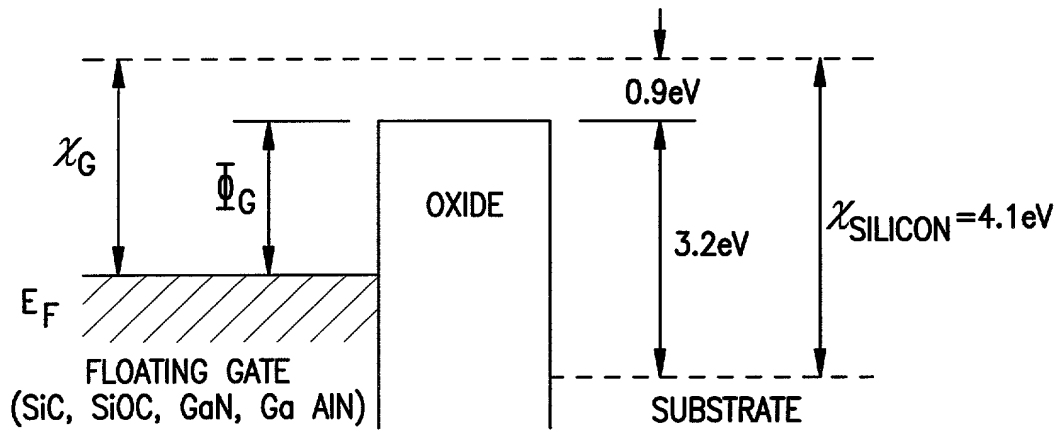 0.9eV
χG
ΦG
OXIDE
3.2eV
χSILICON=4.1eV
EF
FLOATING GATE
(SiC, SiOC, GaN, Ga AlN)
SUBSTRATE